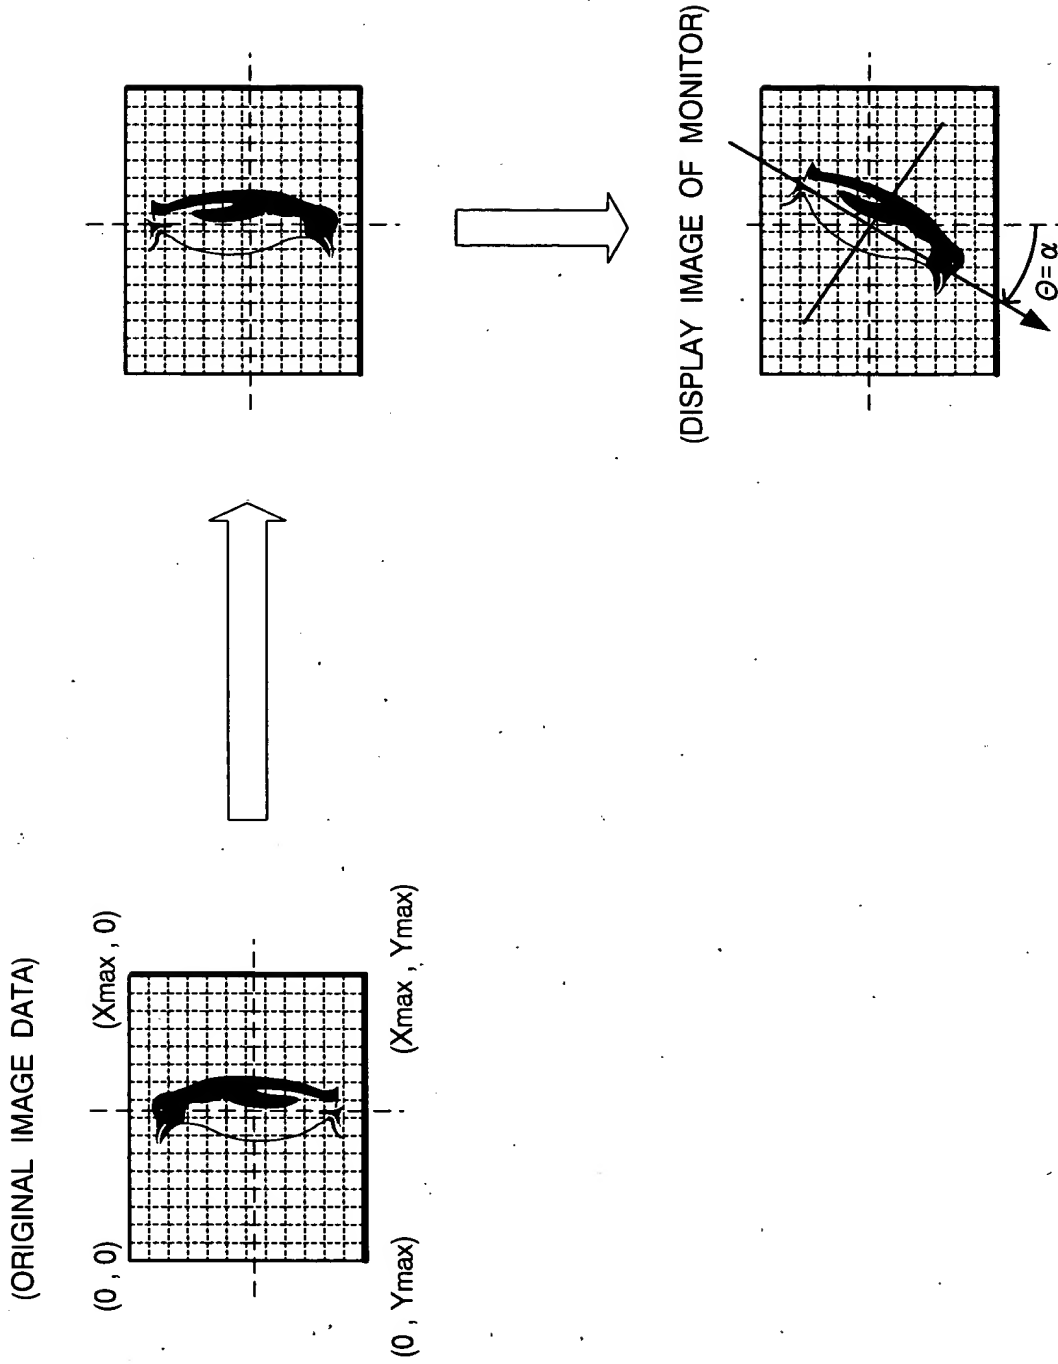 (ORIGINAL IMAGE DATA)
(0 , 0)
(Xmax , 0)
(0 , Ymax)
(Xmax , Ymax)
(DISPLAY IMAGE OF MONITOR)
Θ=α